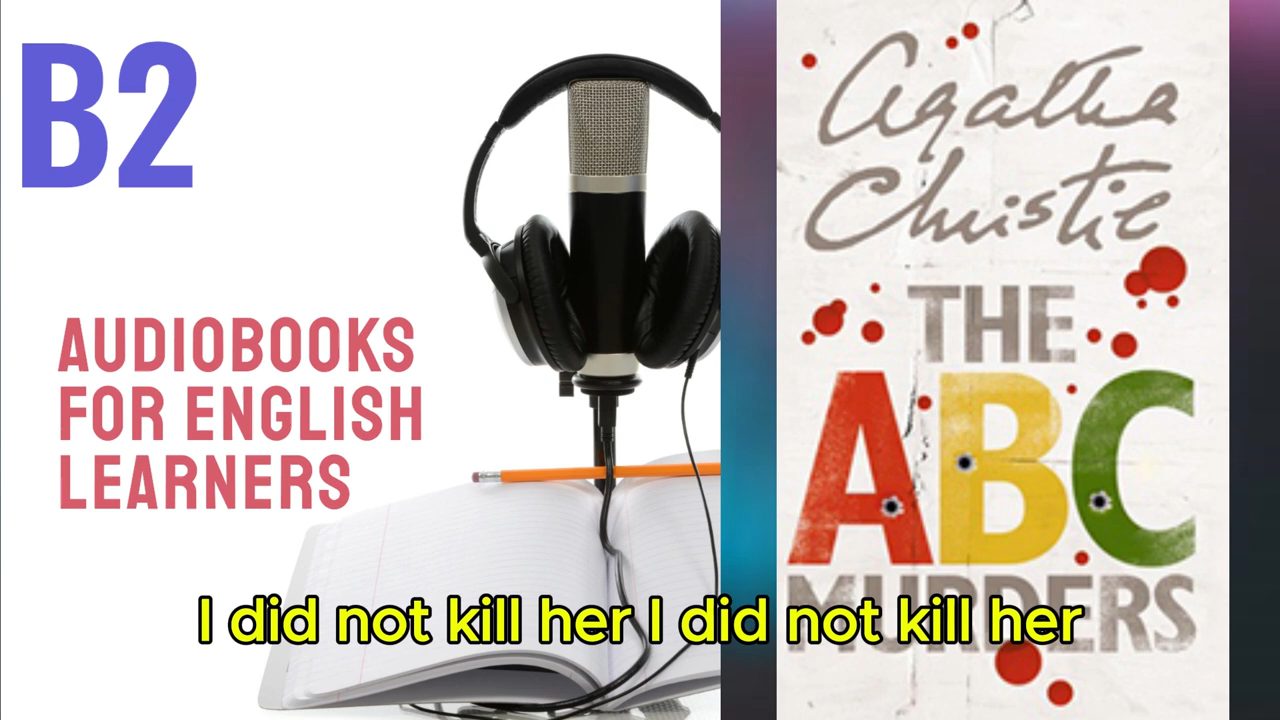 B2
AUDIOBOOKS
FOR ENGLISH
LEARNERS
Agatha
Christie
THE
ABC
MURDERS
I did not kill her I did not kill her